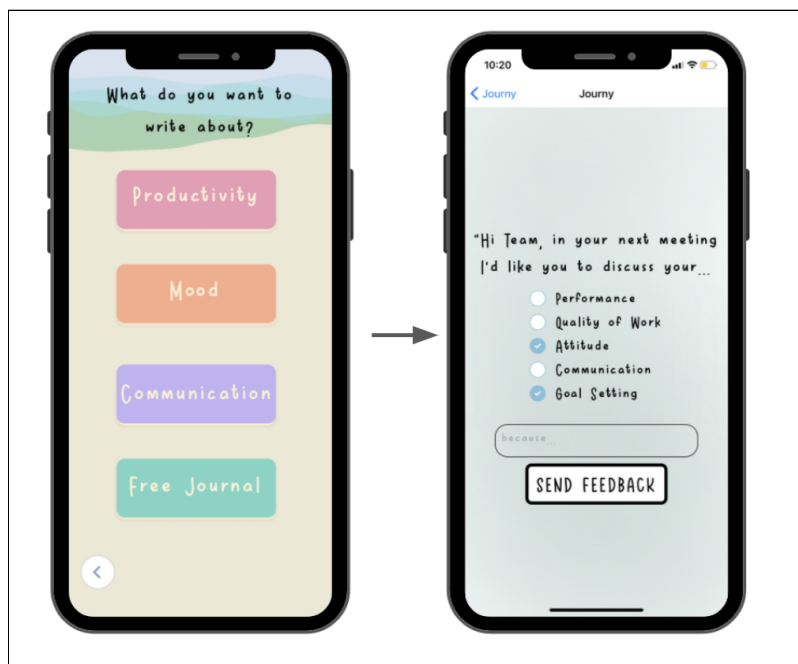 What do you want to
write about?
Productivity
Mood
Communication
Free Journal
10:20
Journy
Journy
"Hi Team, in your next meeting
I'd like you to discuss your...
Performance
Quality of Work
Attitude
Communication
Goal Setting
because...
SEND FEEDBACK